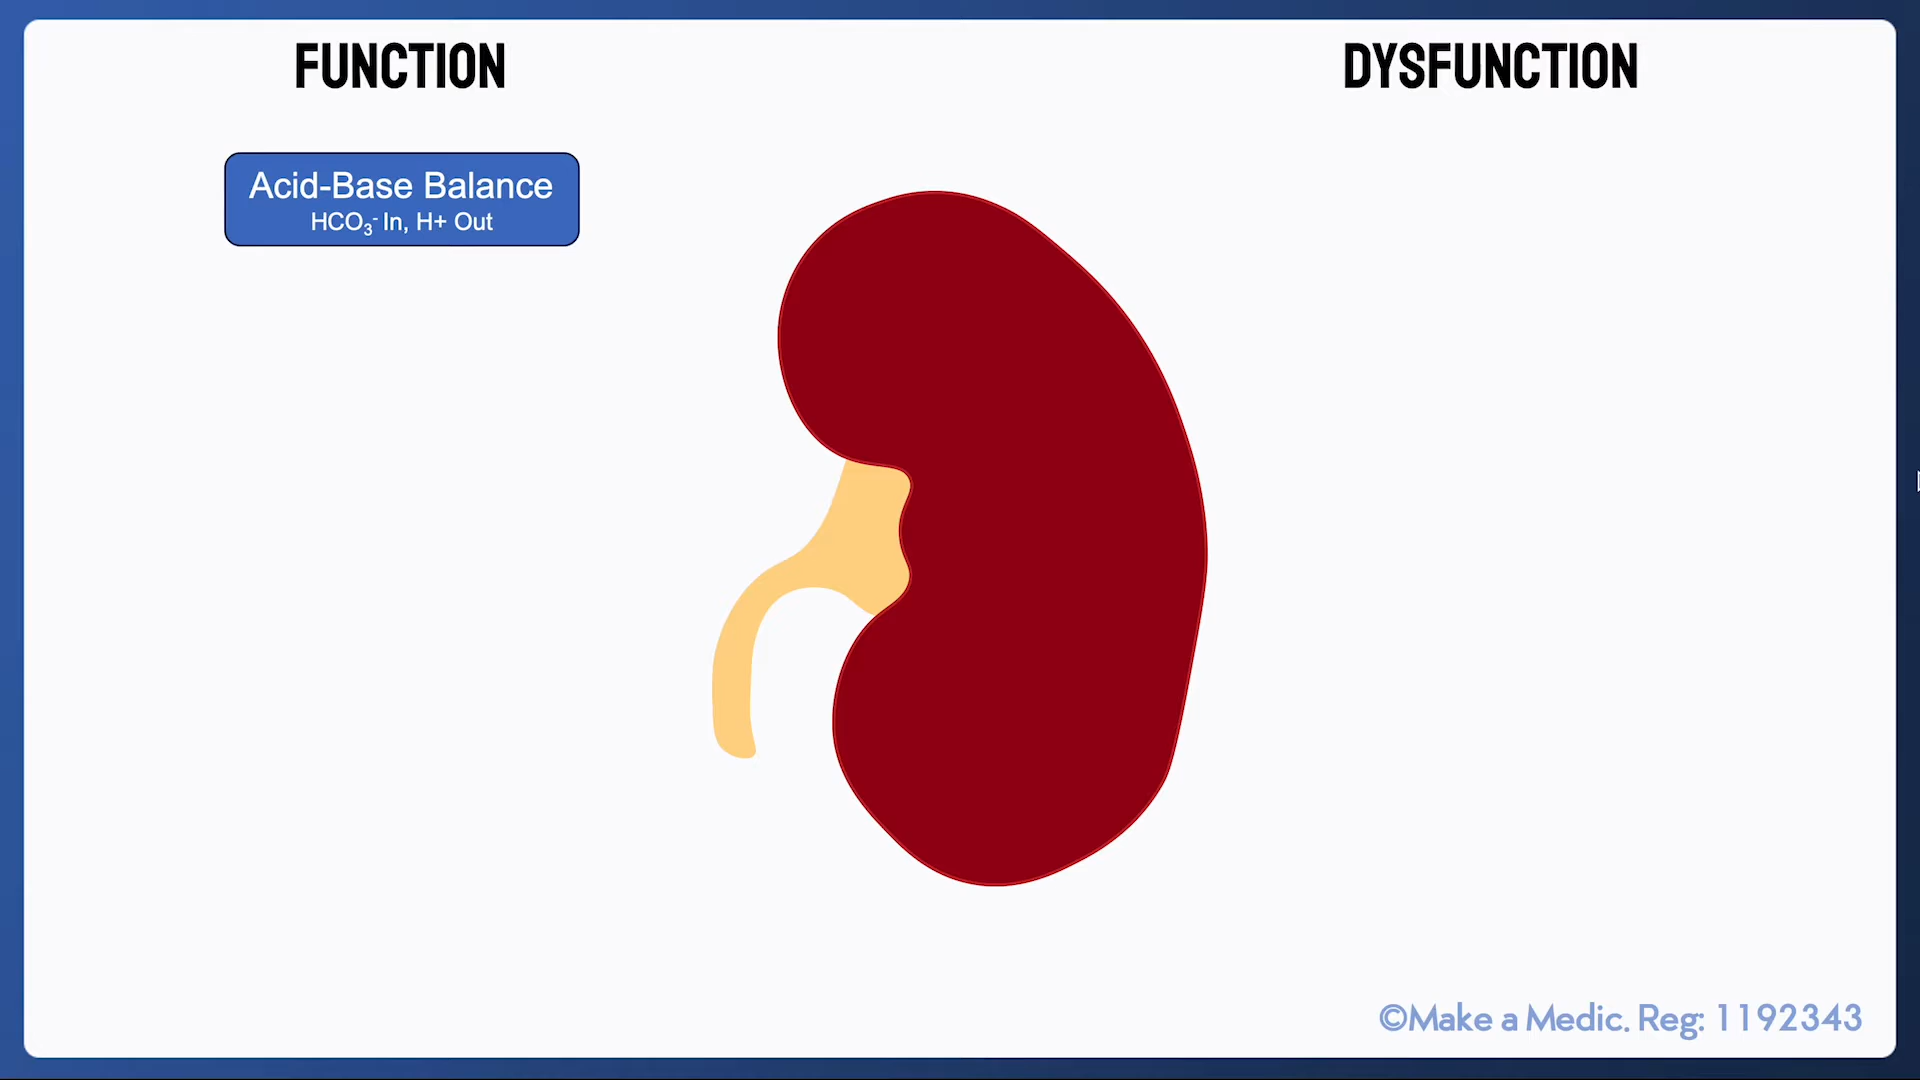 FUNCTION
DYSFUNCTION
Acid-Base Balance
HCO₃⁻ In, H+ Out
©Make a Medic. Reg: 1192343